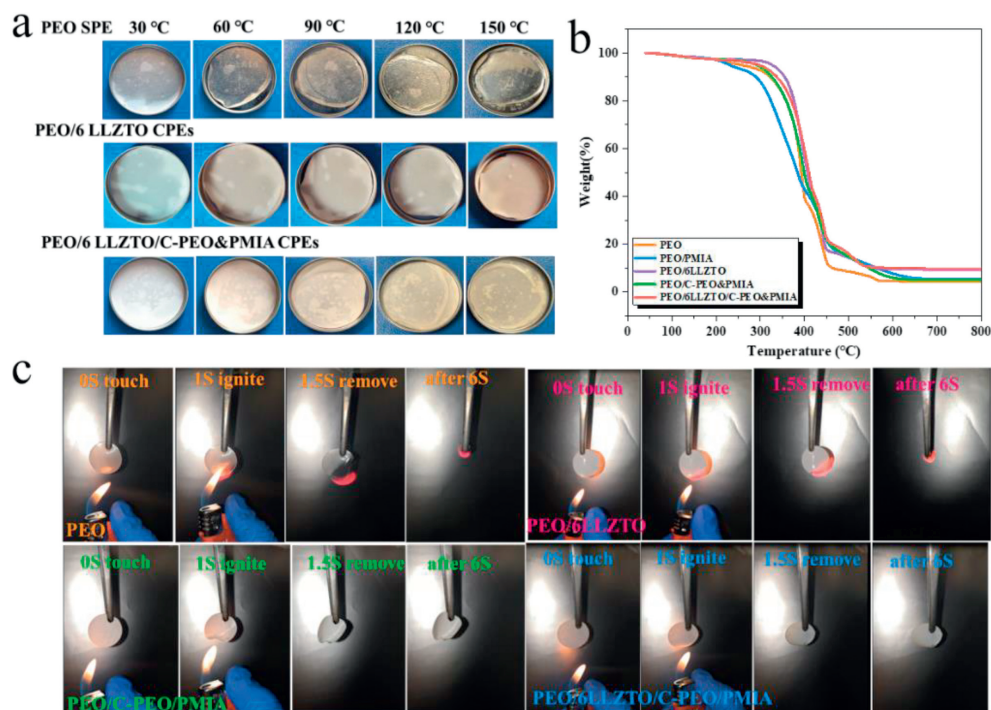 a
PEO SPE 30 ℃ 60 ℃ 90 ℃ 120 ℃ 150 ℃
PEO/6 LLZTO CPEs
PEO/6 LLZTO/C-PEO&PMIA CPEs
b
Weight(%)
100
80
60
40
20
0
PEO
PEO/PMIA
PEO/6LLZTO
PEO/C-PEO&PMIA
PEO/6LLZTO/C-PEO&PMIA
0 100 200 300 400 500 600 700 800
Temperature (℃)
c
0S touch 1S ignite 1.5S remove after 6S
PEO
0S touch 1S ignite 1.5S remove after 6S
PEO/6LLZTO
0S touch 1S ignite 1.5S remove after 6S
PEO/C-PEO/PMIA
0S touch 1S ignite 1.5S remove after 6S
PEO/6LLZTO/C-PEO/PMIA